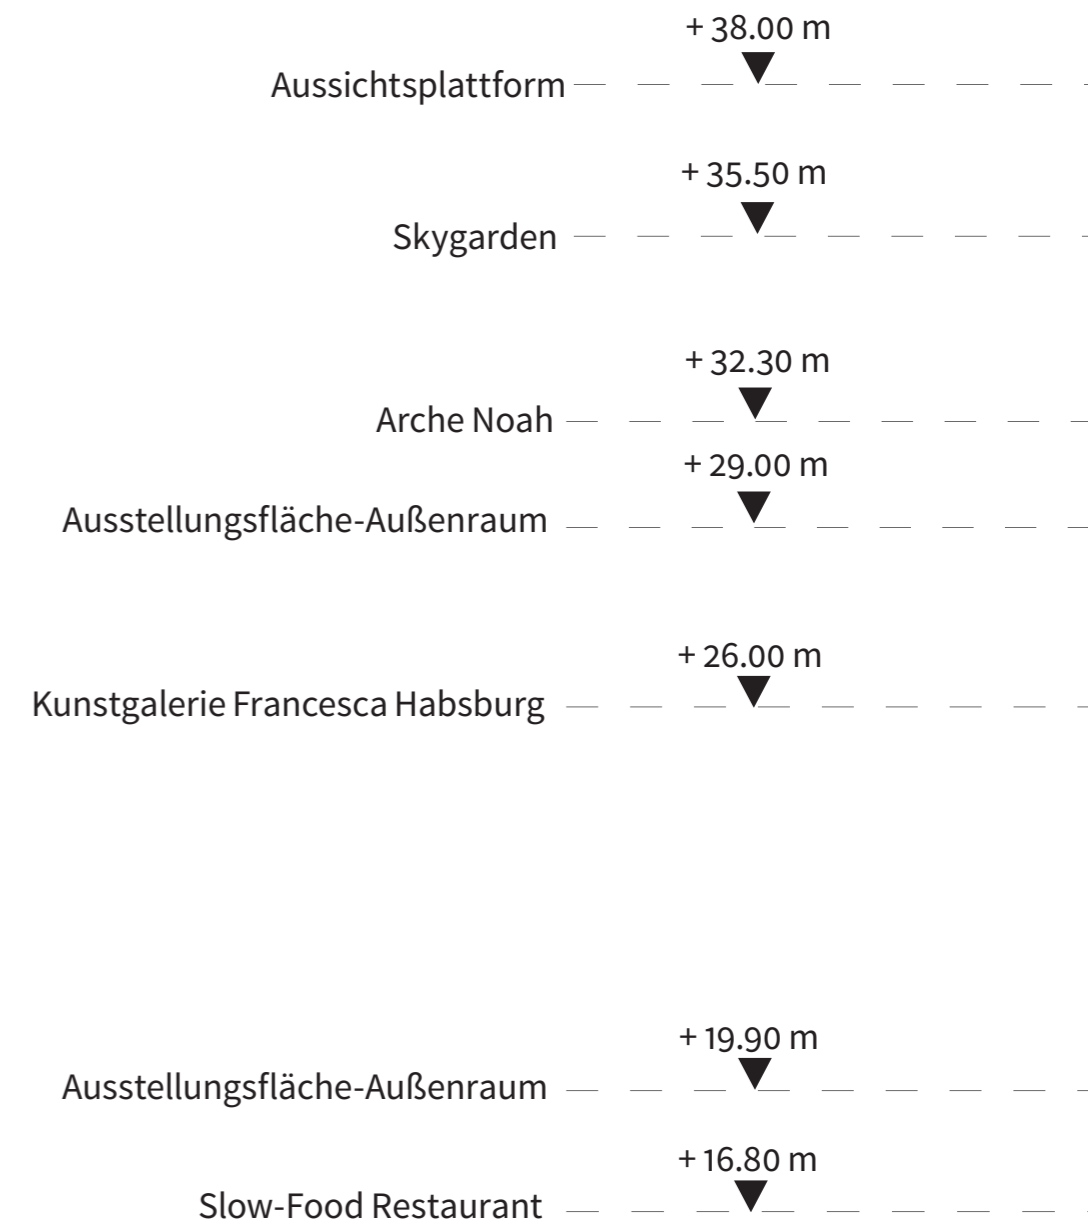 + 38.00 m
Aussichtsplattform
+ 35.50 m
Skygarden
+ 32.30 m
Arche Noah
+ 29.00 m
Ausstellungsfläche-Außenraum
+ 26.00 m
Kunstgalerie Francesca Habsburg
+ 19.90 m
Ausstellungsfläche-Außenraum
+ 16.80 m
Slow-Food Restaurant